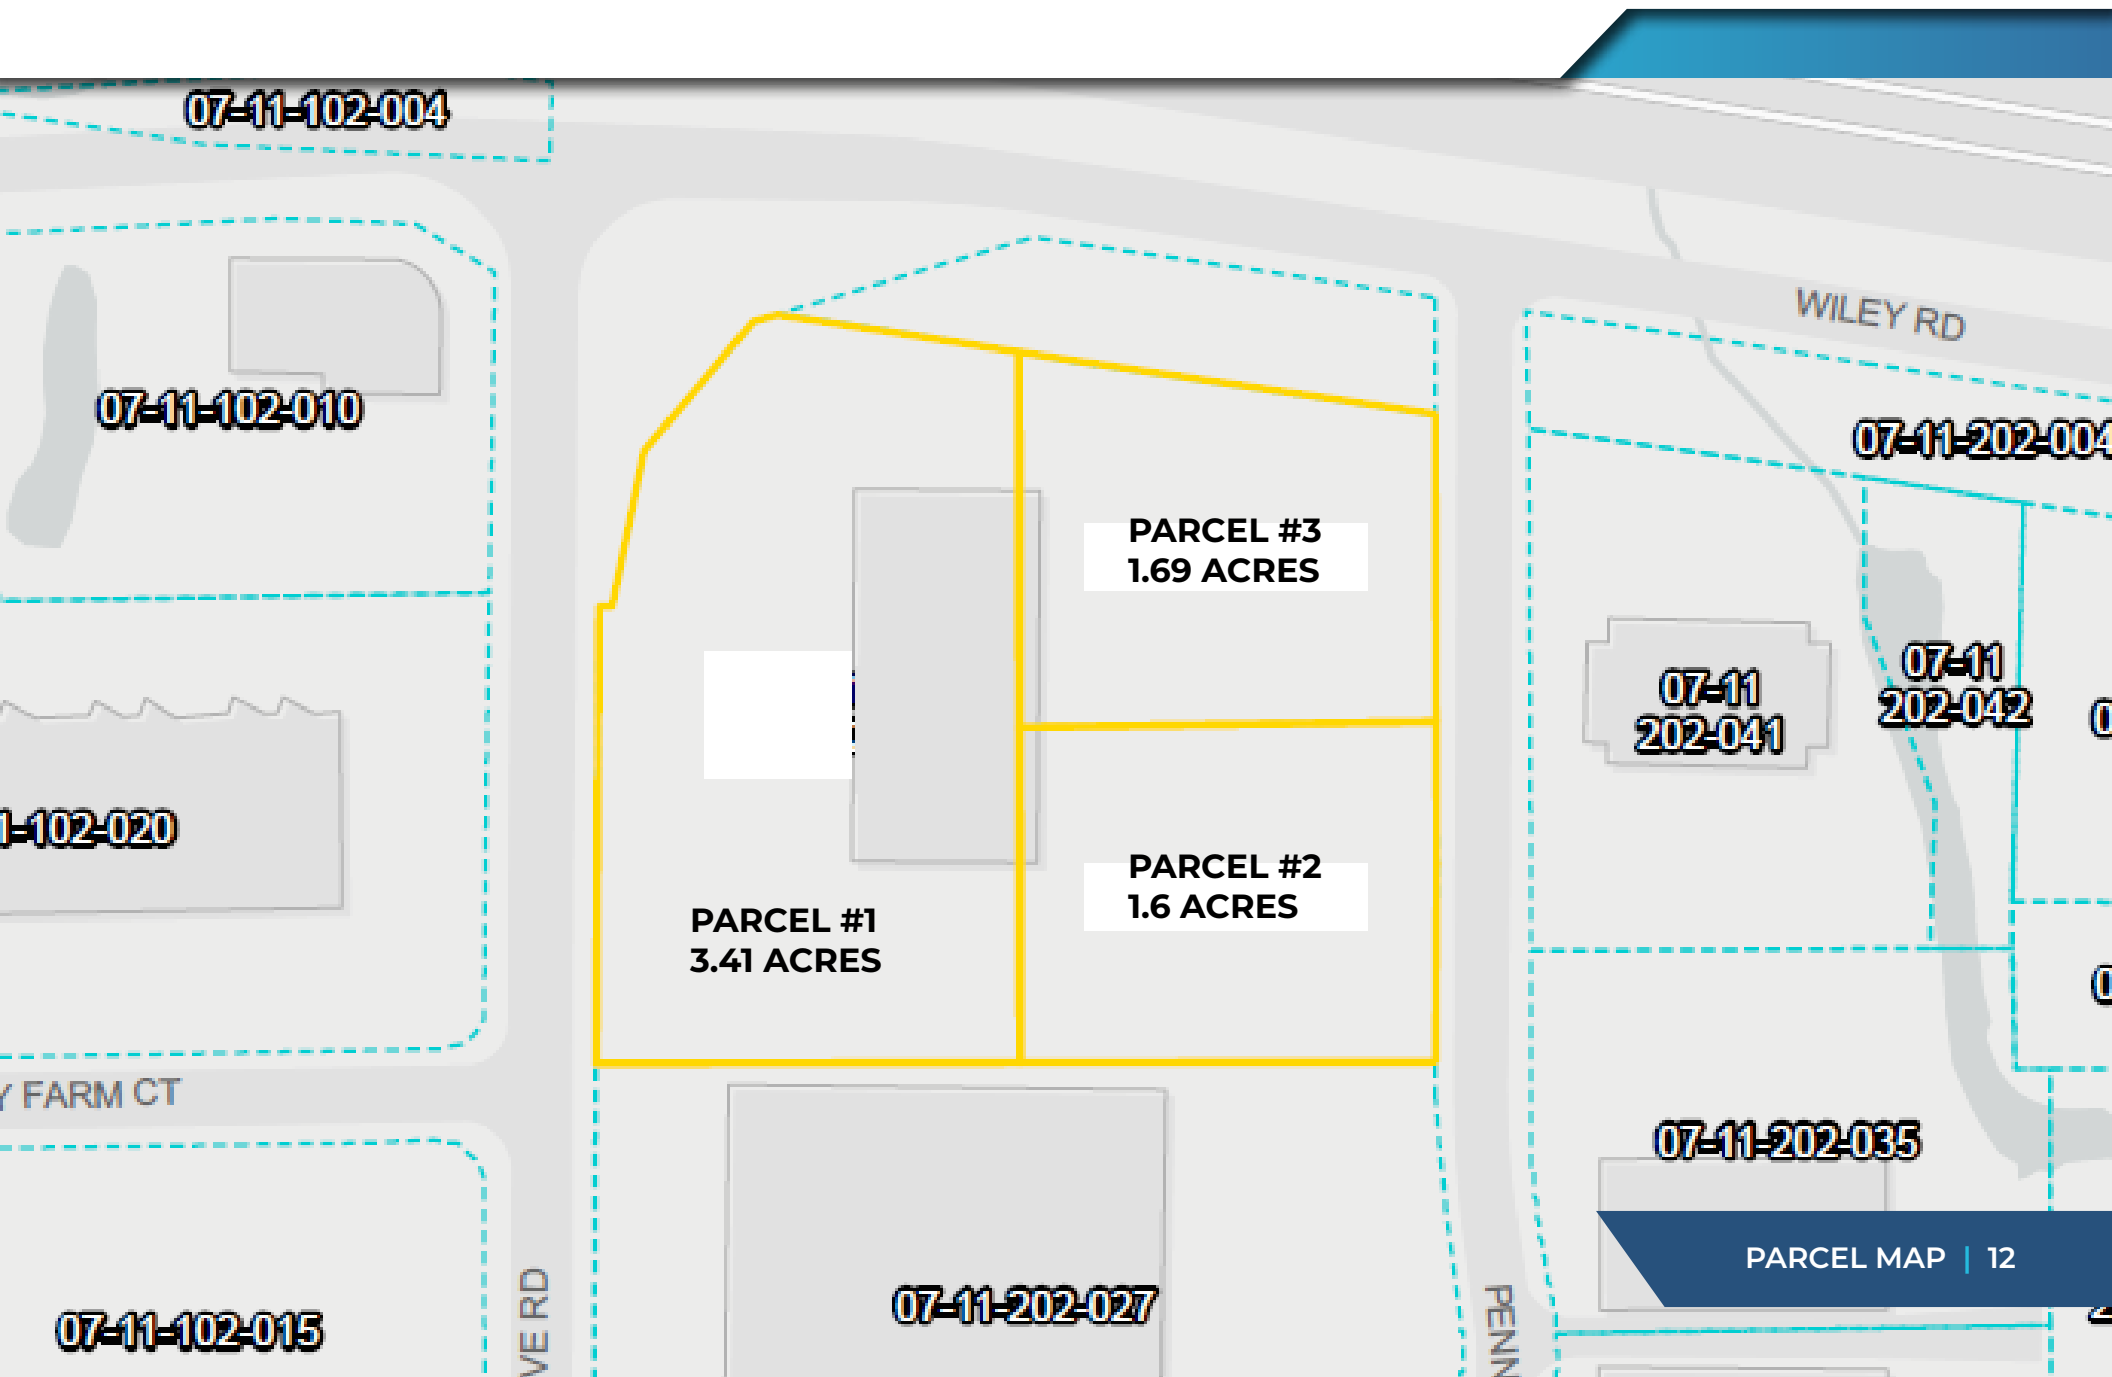 07-11-102-004
WILEY RD
07-11-102-010
07-11-202-004
PARCEL #3
1.69 ACRES
07-11
202-041
07-11
202-042
1-102-020
PARCEL #2
1.6 ACRES
PARCEL #1
3.41 ACRES
Y FARM CT
07-11-202-035
PARCEL MAP | 12
07-11-202-027
07-11-102-015
VE RD
PENN